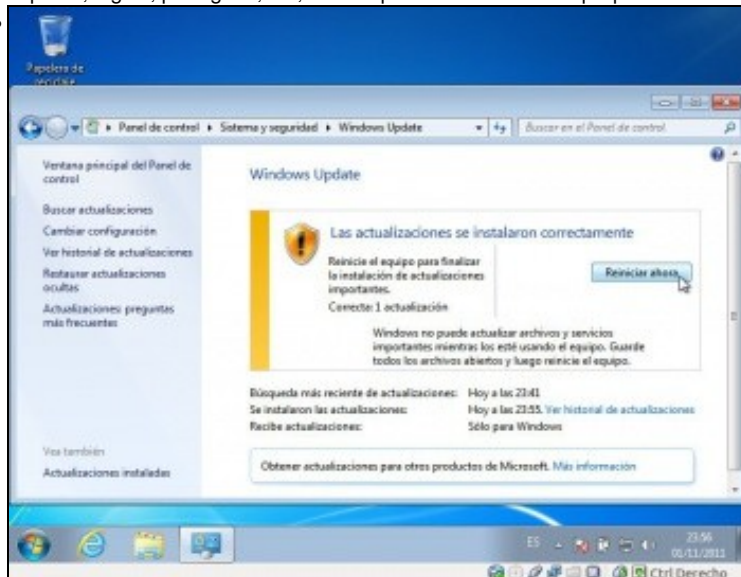 Papelera de
reciclaje
Panel de control ▸ Sistema y seguridad ▸ Windows Update
Buscar en el Panel de control
Ventana principal del Panel de
control
Buscar actualizaciones
Cambiar configuración
Ver historial de actualizaciones
Restaurar actualizaciones
ocultas
Actualizaciones: preguntas
más frecuentes
Vea también
Actualizaciones instaladas
Windows Update
Las actualizaciones se instalaron correctamente
Reinicie el equipo para finalizar
la instalación de actualizaciones
importantes.
Correcta: 1 actualización
Reiniciar ahora
Windows no puede actualizar archivos y servicios
importantes mientras los esté usando el equipo. Guarde
todos los archivos abiertos y luego reinicie el equipo.
Búsqueda más reciente de actualizaciones: Hoy a las 23:41
Se instalaron las actualizaciones: Hoy a las 23:55. Ver historial de actualizaciones
Recibe actualizaciones: Sólo para Windows
Obtener actualizaciones para otros productos de Microsoft. Más información
ES
23:56
01/11/2011
Ctrl Derecho